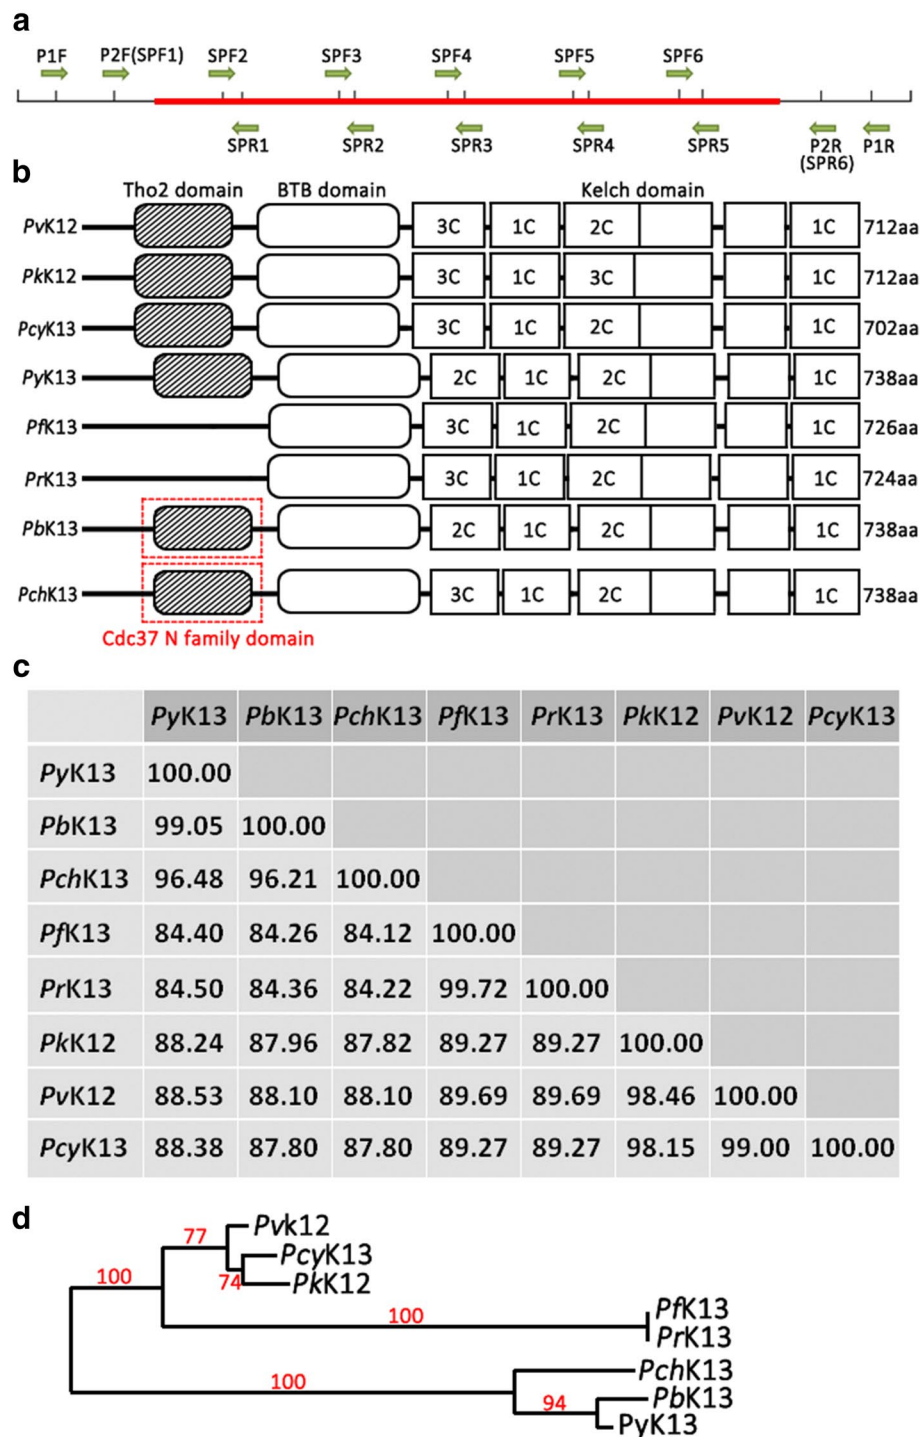 a
P1F P2F(SPF1) SPF2 SPF3 SPF4 SPF5 SPF6
SPR1 SPR2 SPR3 SPR4 SPR5 P2R P1R
(SPR6)
b
Tho2 domain BTB domain Kelch domain
PvK12 3C 1C 2C 1C 712aa
PkK12 3C 1C 3C 1C 712aa
PcyK13 3C 1C 2C 1C 702aa
PyK13 2C 1C 2C 1C 738aa
PfK13 3C 1C 2C 1C 726aa
PrK13 3C 1C 2C 1C 724aa
PbK13 2C 1C 2C 1C 738aa
PchK13 3C 1C 2C 1C 738aa
Cdc37 N family domain
c
PyK13 PbK13 PchK13 PfK13 PrK13 PkK12 PvK12 PcyK13
PyK13 100.00
PbK13 99.05 100.00
PchK13 96.48 96.21 100.00
PfK13 84.40 84.26 84.12 100.00
PrK13 84.50 84.36 84.22 99.72 100.00
PkK12 88.24 87.96 87.82 89.27 89.27 100.00
PvK12 88.53 88.10 88.10 89.69 89.69 98.46 100.00
PcyK13 88.38 87.80 87.80 89.27 89.27 98.15 99.00 100.00
d
77 Pvk12
PcyK13
100 74 PkK12
100 PfK13
PrK13
PchK13
100 94 PbK13
PyK13